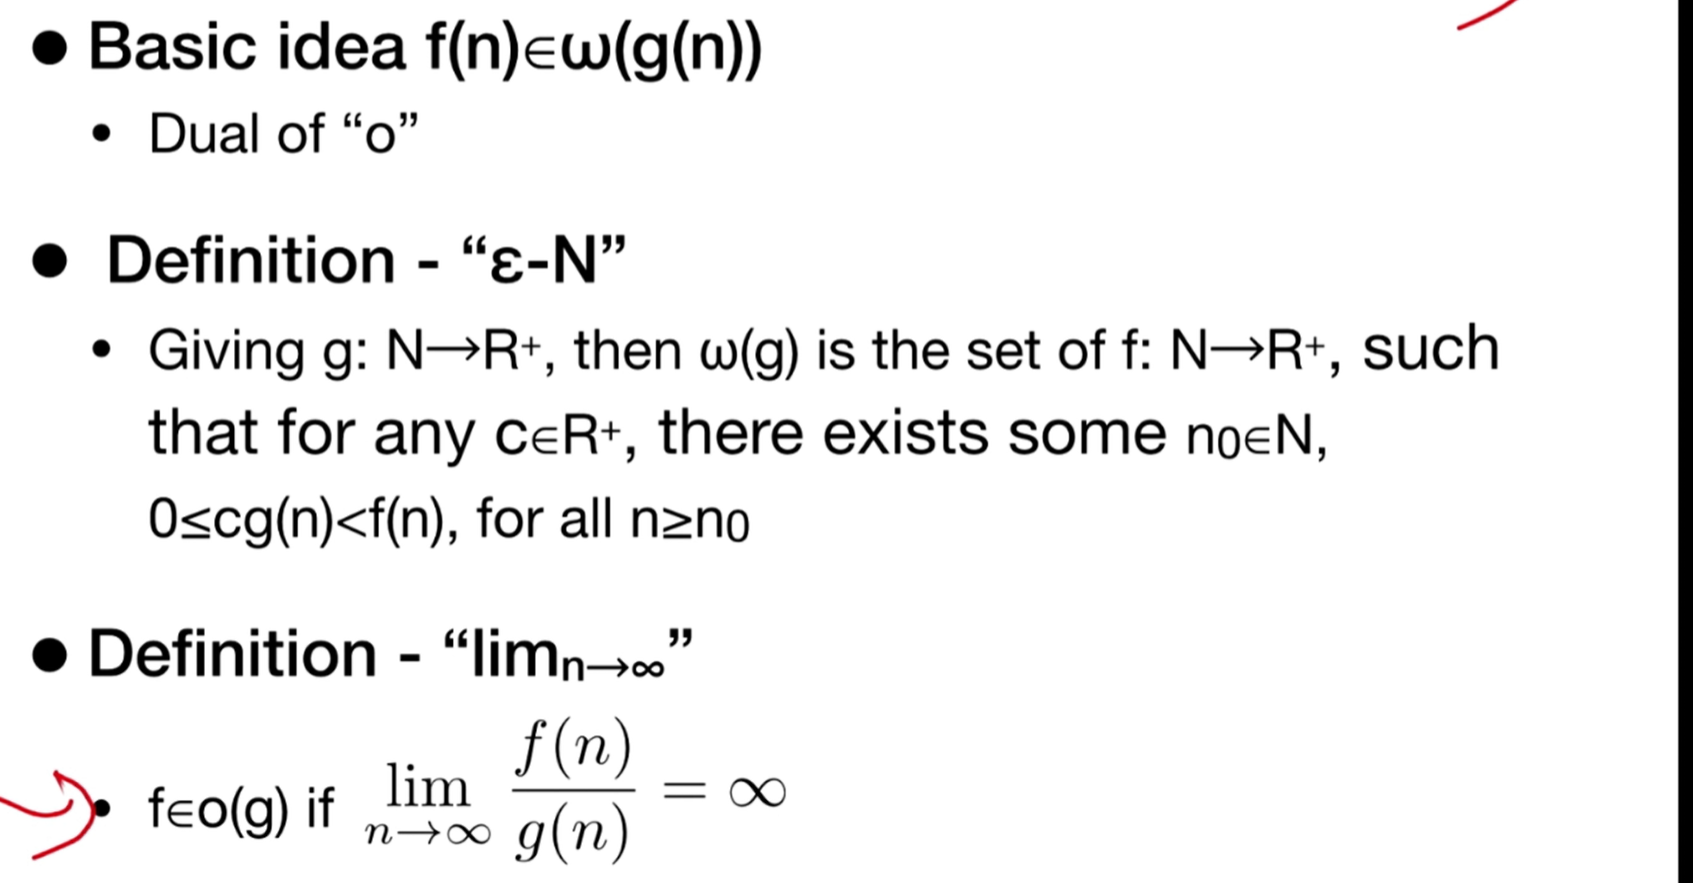 ● Basic idea f(n)∈ω(g(n))
• Dual of “o”
● Definition - “ε-N”
• Giving g: N→R⁺, then ω(g) is the set of f: N→R⁺, such
that for any c∈R⁺, there exists some n₀∈N,
0≤cg(n)<f(n), for all n≥n₀
● Definition - “limₙ→∞”
• f∈o(g) if lim n→∞ f(n)/g(n) = ∞